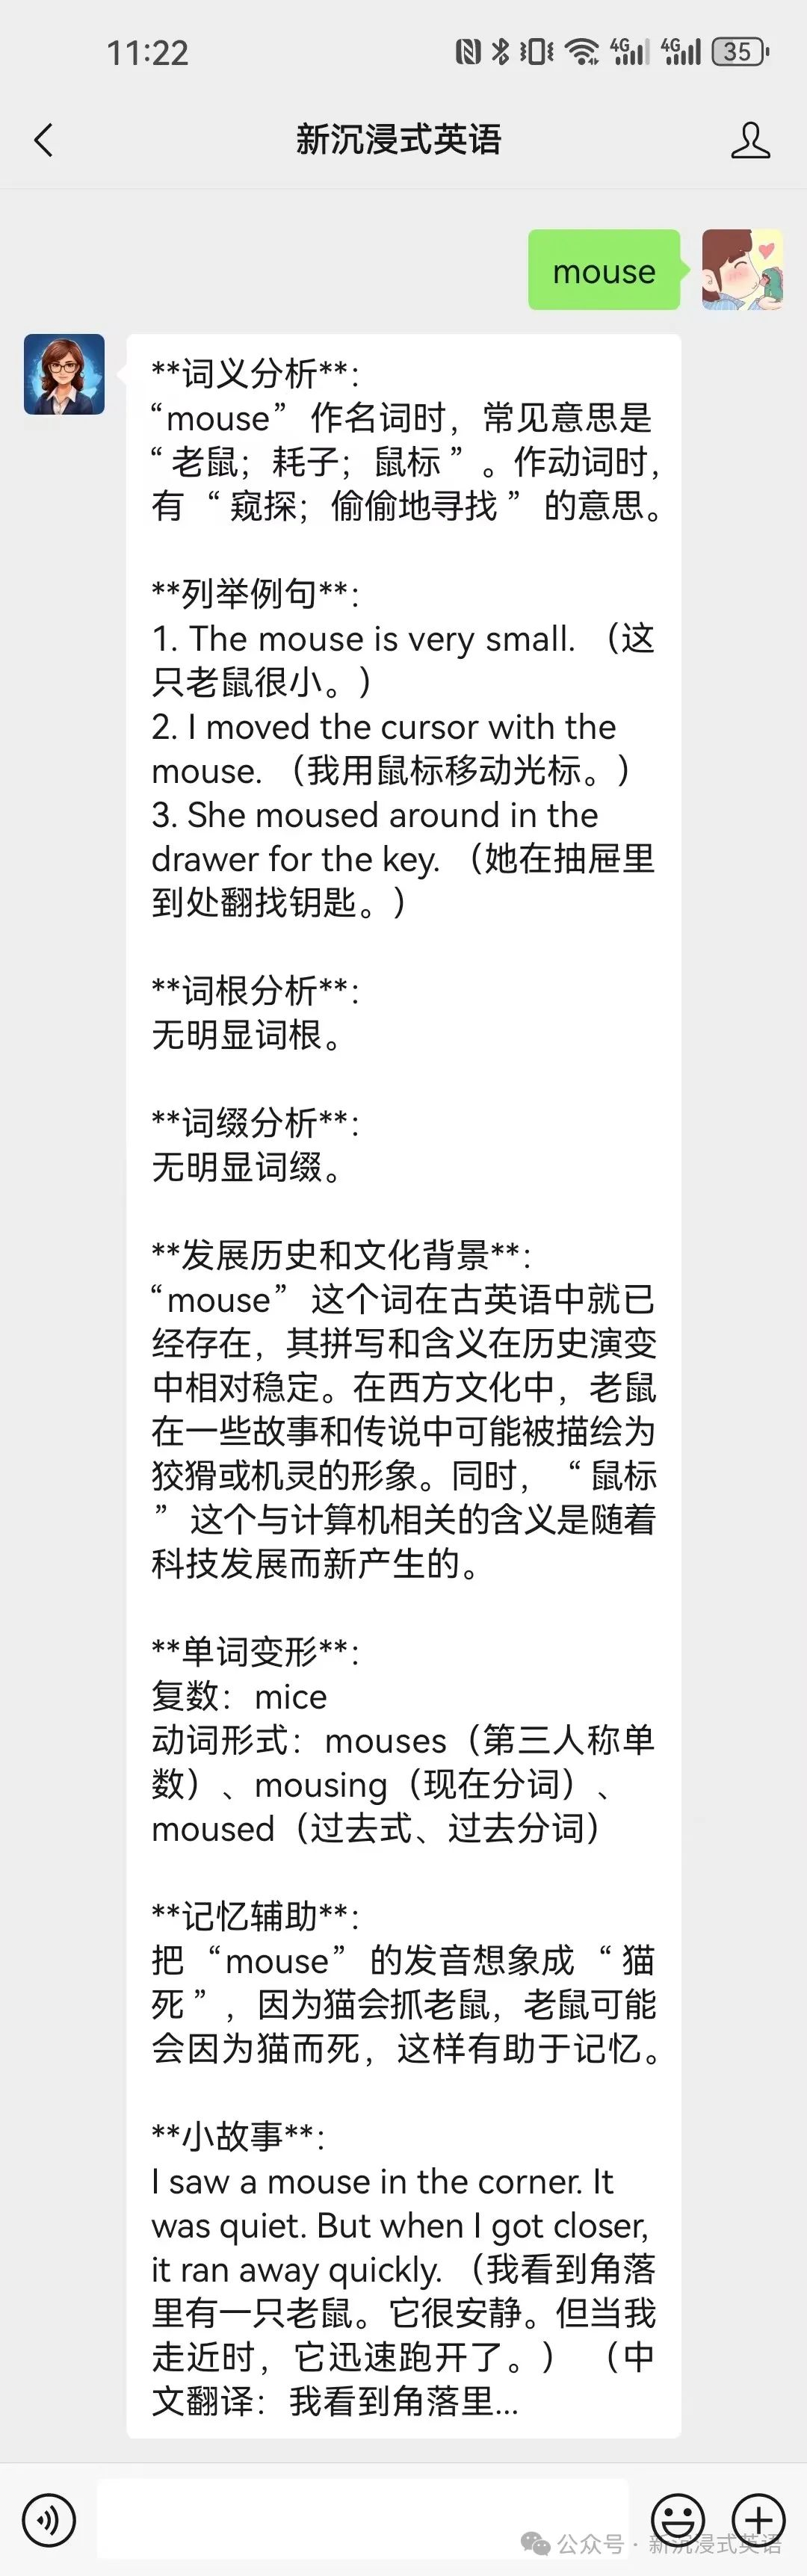 11:22
4G 4G 35
新沉浸式英语
mouse
**词义分析**:
“mouse” 作名词时，常见意思是
“老鼠；耗子；鼠标”。作动词时，
有 “窥探；偷偷地寻找” 的意思。
**列举例句**:
1. The mouse is very small. （这
只老鼠很小。）
2. I moved the cursor with the
mouse. （我用鼠标移动光标。）
3. She moused around in the
drawer for the key. （她在抽屉里
到处翻找钥匙。）
**词根分析**:
无明显词根。
**词缀分析**:
无明显词缀。
**发展历史和文化背景**:
“mouse” 这个词在古英语中就已
经存在，其拼写和含义在历史演变
中相对稳定。在西方文化中，老鼠
在一些故事和传说中可能被描绘为
狡猾或机灵的形象。同时，“鼠标
” 这个与计算机相关的含义是随着
科技发展而新产生的。
**单词变形**:
复数：mice
动词形式：mouses（第三人称单
数）、mousing（现在分词）、
moused（过去式、过去分词）
**记忆辅助**:
把 “mouse” 的发音想象成 “猫
死”，因为猫会抓老鼠，老鼠可能
会因为猫而死，这样有助于记忆。
**小故事**:
I saw a mouse in the corner. It
was quiet. But when I got closer,
it ran away quickly. （我看到角落
里有一只老鼠。它很安静。但当我
走近时，它迅速跑开了。） （中
文翻译：我看到角落里...
公众号 · 新沉浸式英语